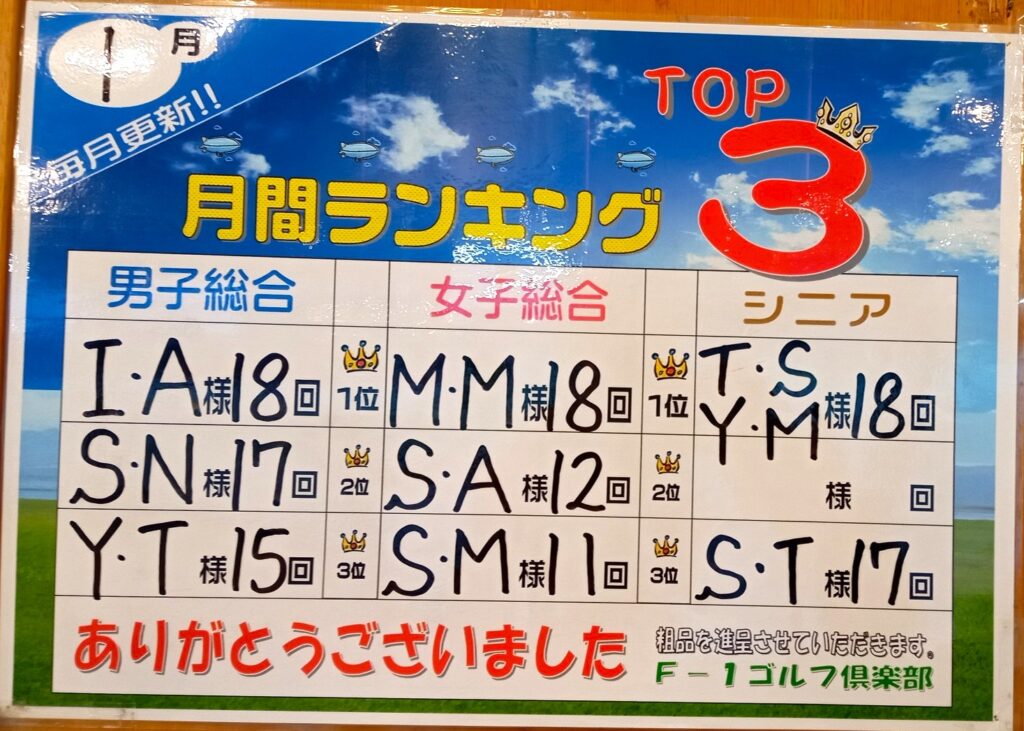 1月
毎月更新!!
TOP
3
月間ランキング
男子総合 女子総合 シニア
I・A様18回 1位 M・M様18回 1位 T・S Y・M様18回
S・N様17回 2位 S・A様12回 2位 様 回
Y・T様15回 3位 S・M様11回 3位 S・T様17回
ありがとうございました
粗品を進呈させていただきます。
F-1ゴルフ倶楽部